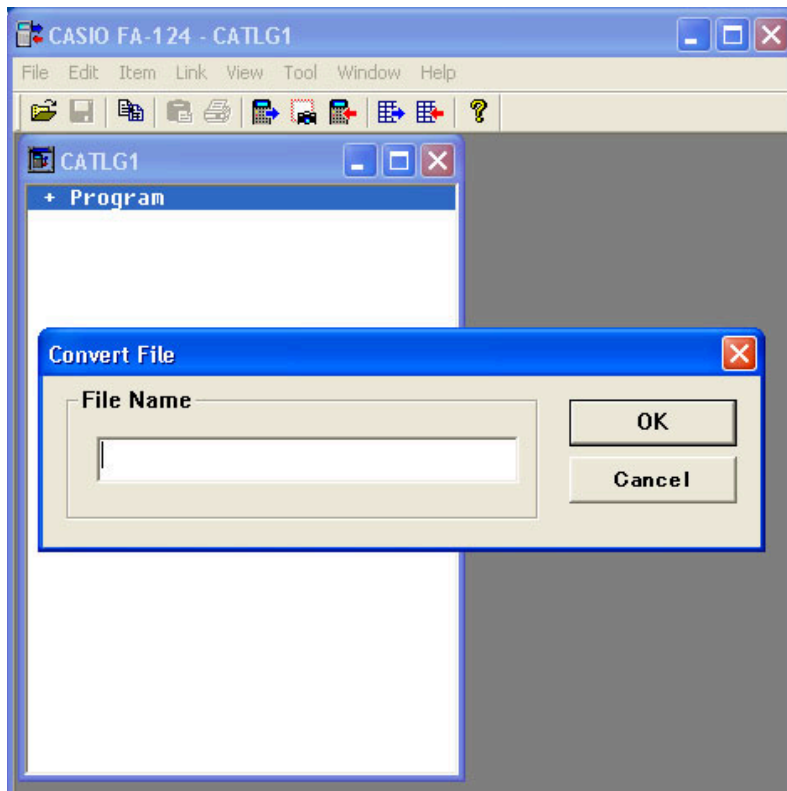 CASIO FA-124 - CATLG1
File Edit Item Link View Tool Window Help
CATLG1
+ Program
Convert File
File Name
OK
Cancel